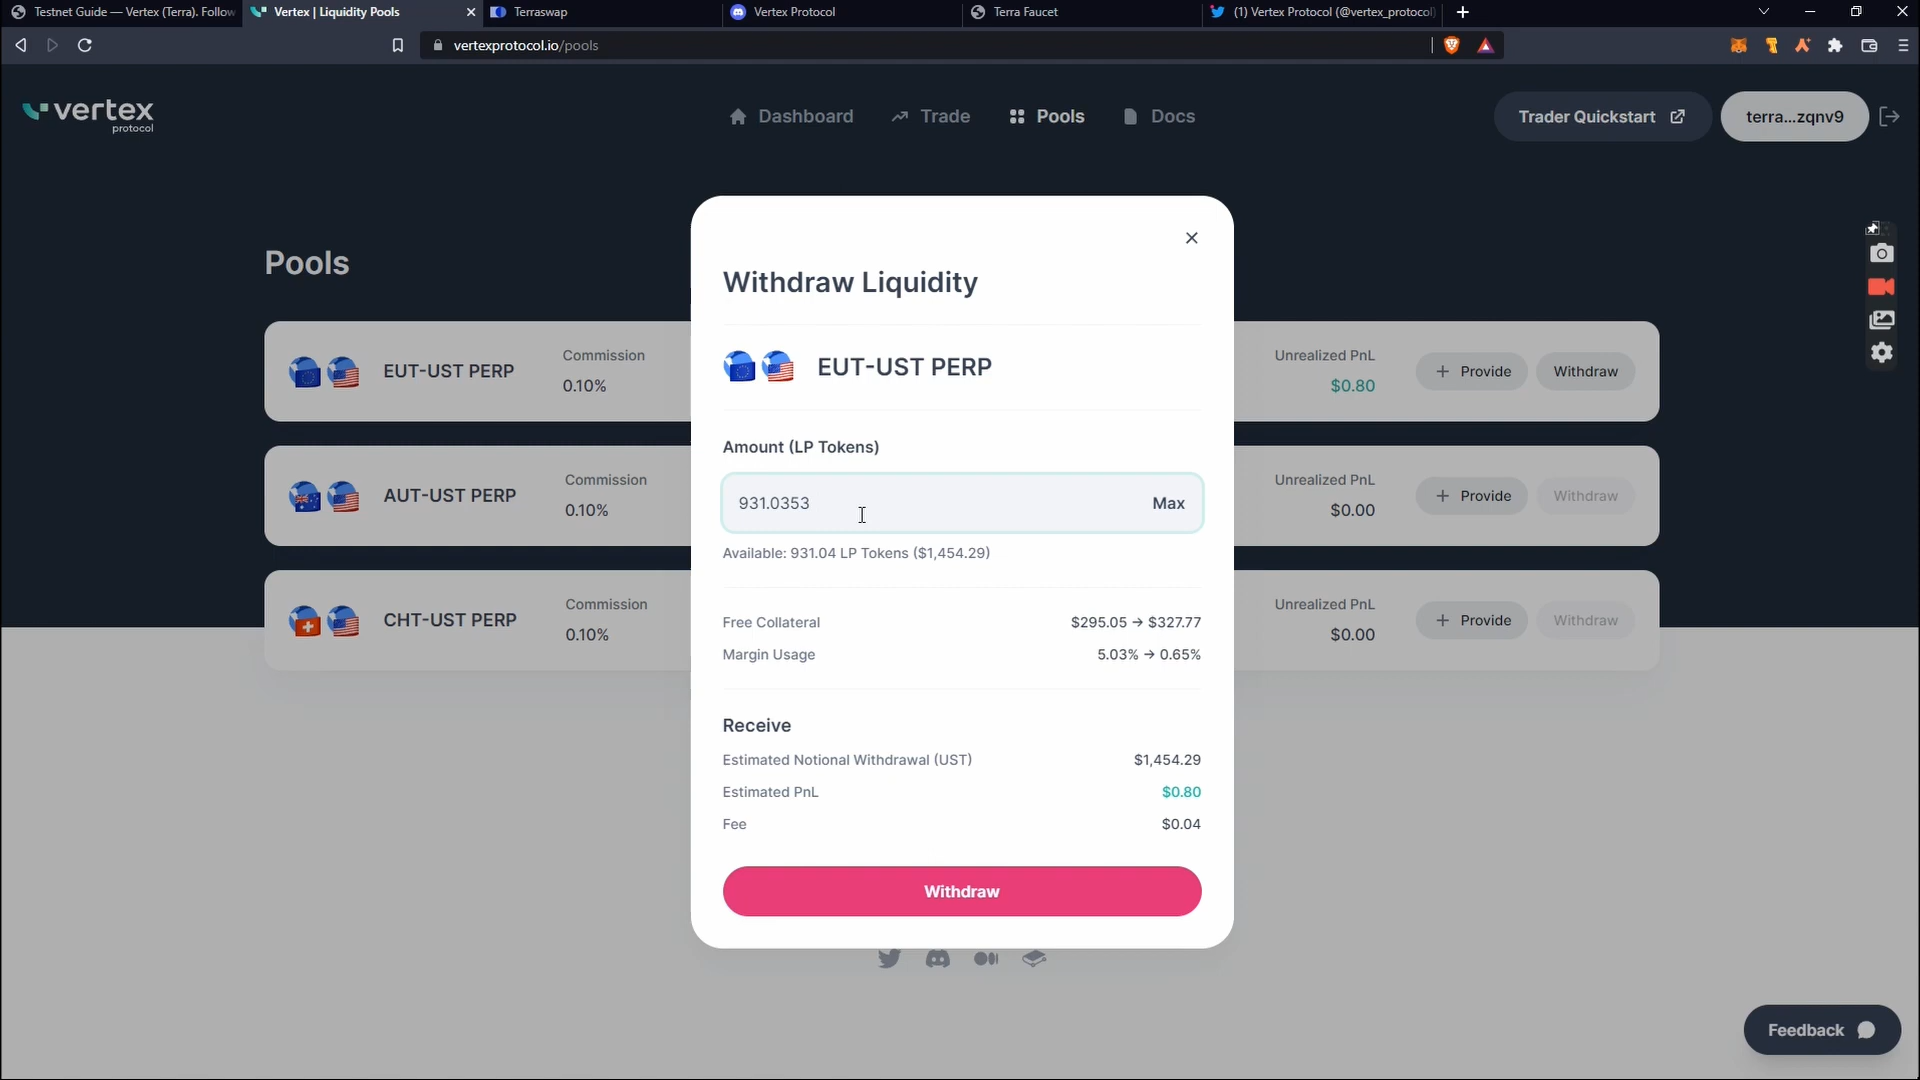 Testnet Guide — Vertex (Terra). Follow
Vertex | Liquidity Pools
Terraswap
Vertex Protocol
Terra Faucet
(1) Vertex Protocol (@vertex_protocol)
vertexprotocol.io/pools
vertex
protocol
Dashboard
Trade
Pools
Docs
Trader Quickstart
terra...zqnv9
Pools
EUT-UST PERP
Commission
0.10%
Unrealized PnL
$0.80
Provide
Withdraw
AUT-UST PERP
Commission
0.10%
Unrealized PnL
$0.00
Provide
Withdraw
CHT-UST PERP
Commission
0.10%
Unrealized PnL
$0.00
Provide
Withdraw
Withdraw Liquidity
EUT-UST PERP
Amount (LP Tokens)
931.0353
Max
Available: 931.04 LP Tokens ($1,454.29)
Free Collateral $295.05 → $327.77
Margin Usage 5.03% → 0.65%
Receive
Estimated Notional Withdrawal (UST) $1,454.29
Estimated PnL $0.80
Fee $0.04
Withdraw
Feedback